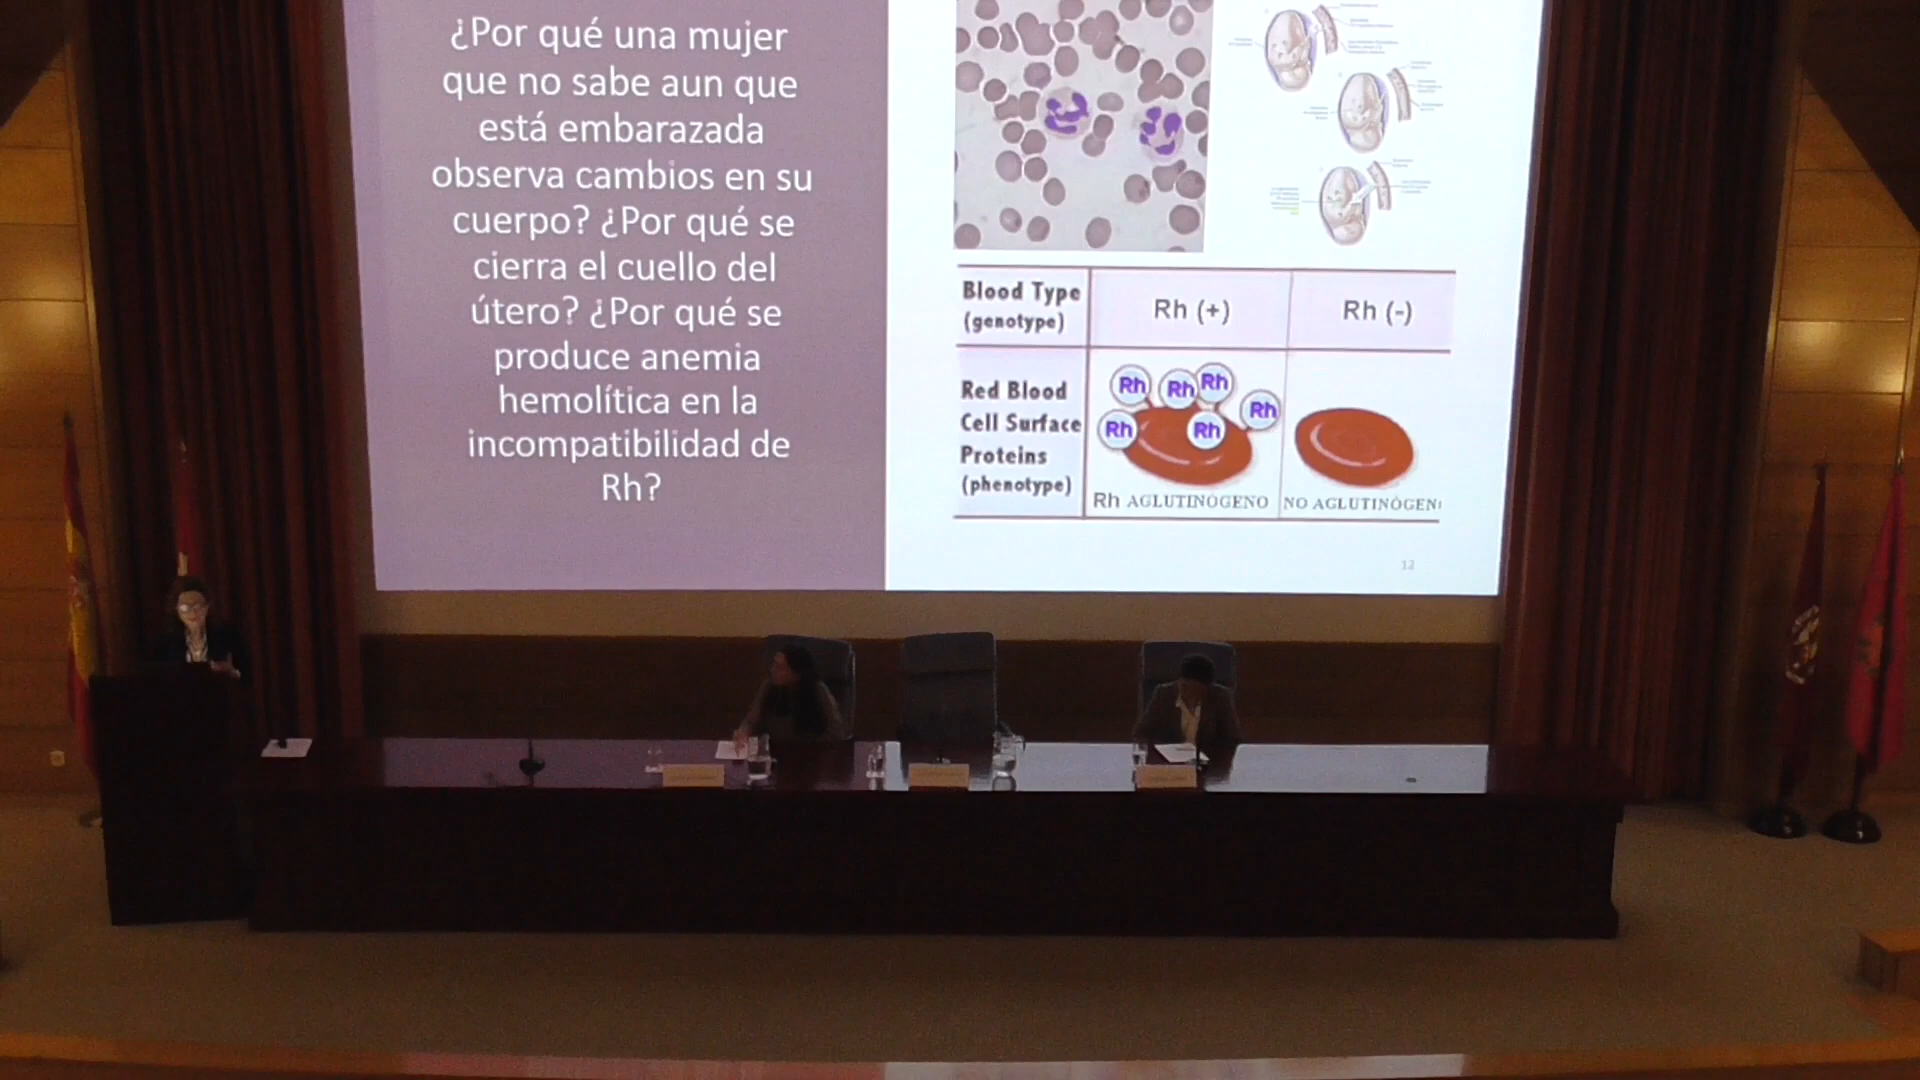 ¿Por qué una mujer
que no sabe aun que
está embarazada
observa cambios en su
cuerpo? ¿Por qué se
cierra el cuello del
útero? ¿Por qué se
produce anemia
hemolítica en la
incompatibilidad de
Rh?
Blood Type
(genotype)
Rh (+)
Rh (-)
Red Blood
Cell Surface
Proteins
(phenotype)
Rh
Rh
Rh
Rh
Rh
Rh
Rh AGLUTINÓGENO
NO AGLUTINÓGEN
12